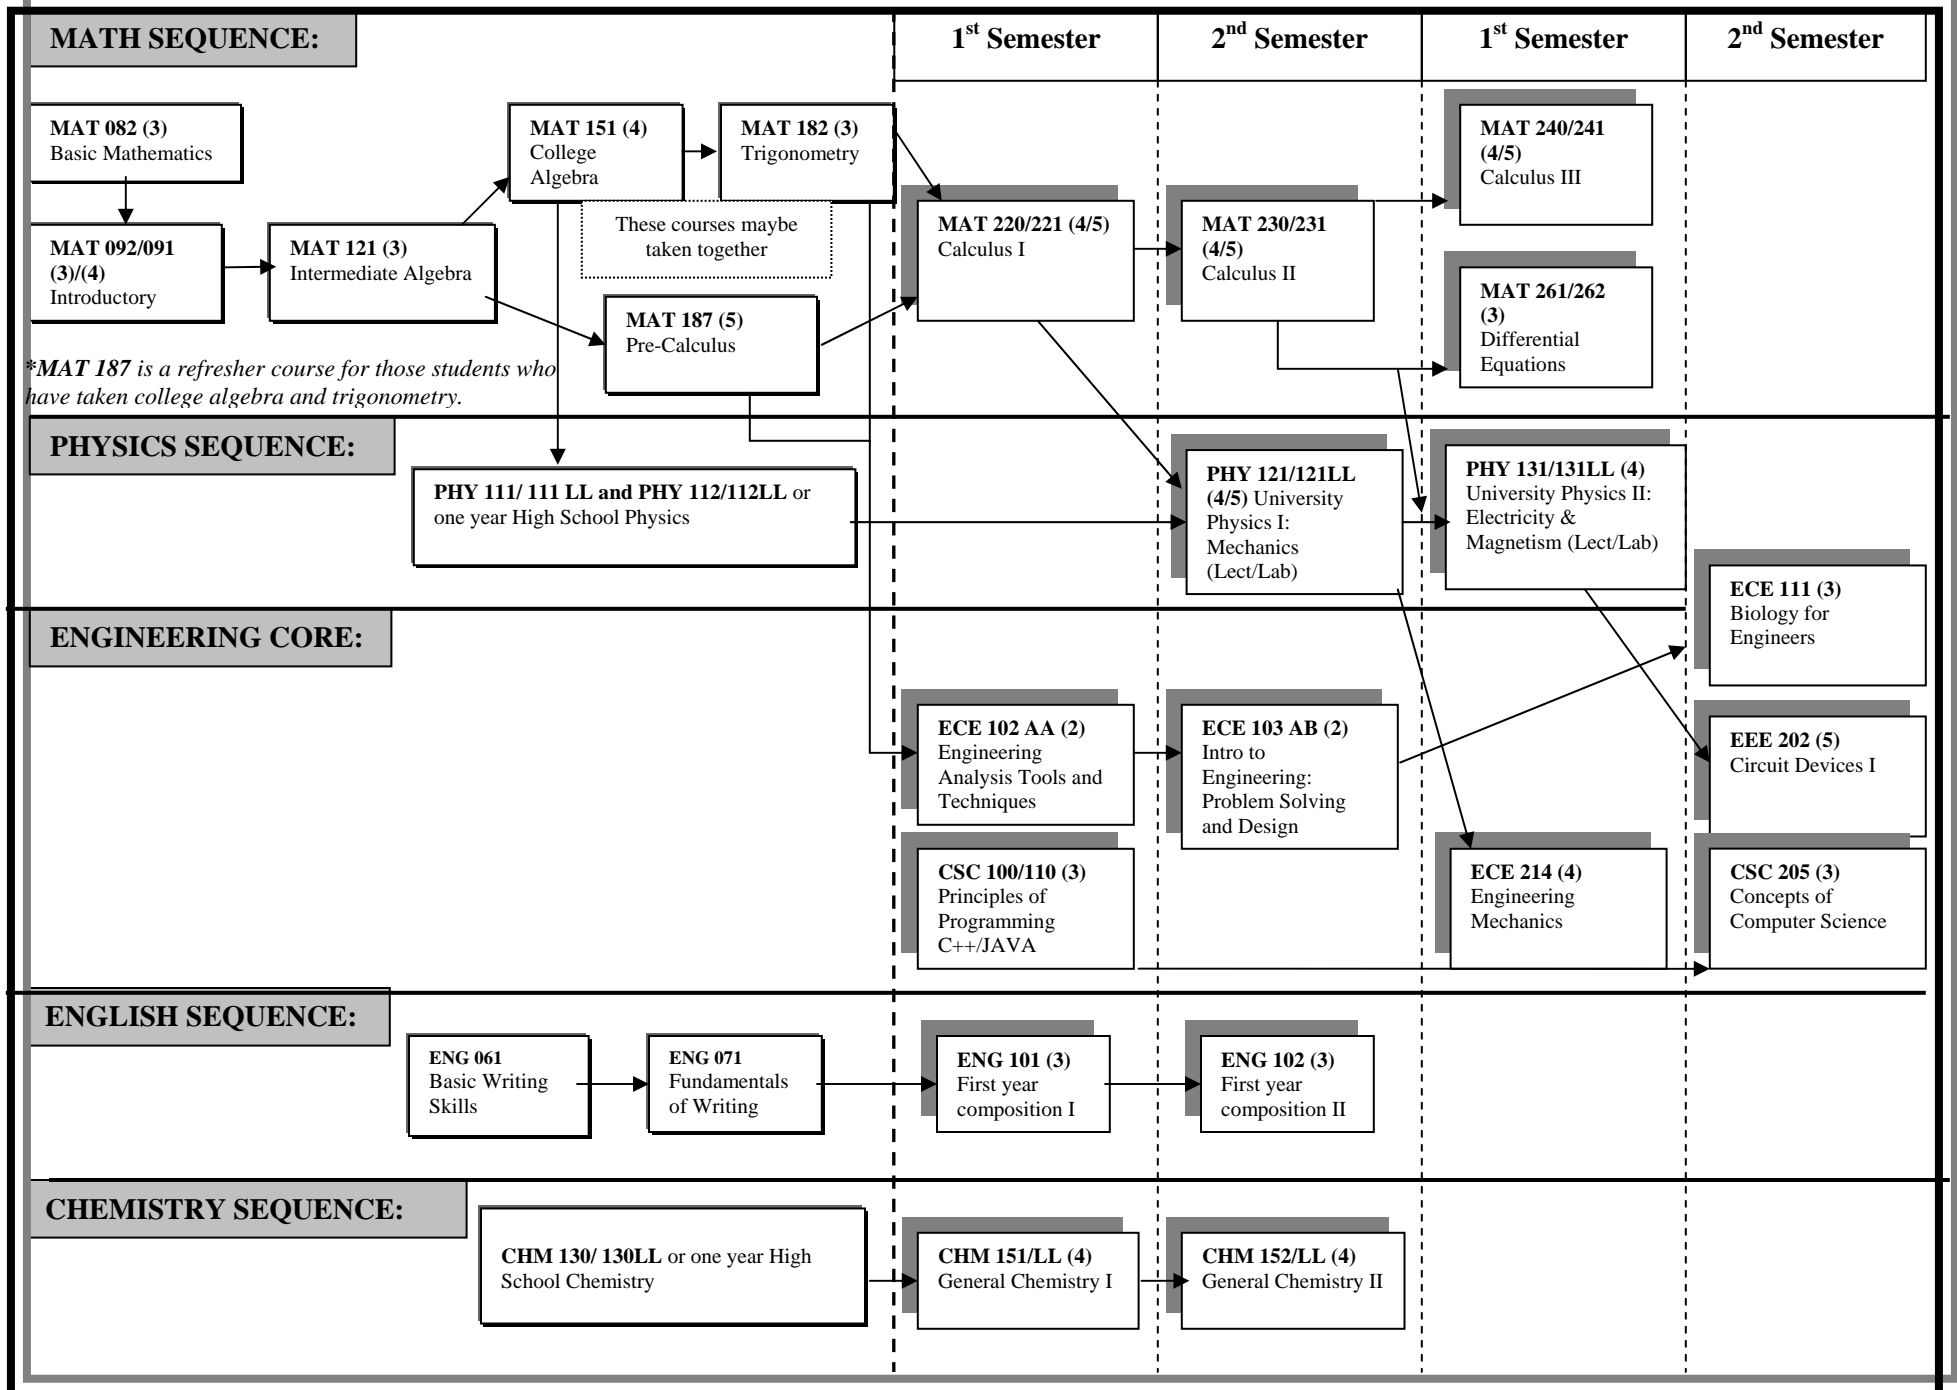 MATH SEQUENCE:
1st Semester
2nd Semester
1st Semester
2nd Semester
MAT 082 (3)
Basic Mathematics
MAT 092/091
(3)/(4)
Introductory
MAT 121 (3)
Intermediate Algebra
MAT 151 (4)
College
Algebra
MAT 182 (3)
Trigonometry
These courses maybe
taken together
MAT 187 (5)
Pre-Calculus
MAT 220/221 (4/5)
Calculus I
MAT 230/231
(4/5)
Calculus II
MAT 240/241
(4/5)
Calculus III
MAT 261/262
(3)
Differential
Equations
*MAT 187 is a refresher course for those students who
have taken college algebra and trigonometry.
PHYSICS SEQUENCE:
PHY 111/ 111 LL and PHY 112/112LL or
one year High School Physics
PHY 121/121LL
(4/5) University
Physics I:
Mechanics
(Lect/Lab)
PHY 131/131LL (4)
University Physics II:
Electricity &
Magnetism (Lect/Lab)
ENGINEERING CORE:
ECE 111 (3)
Biology for
Engineers
ECE 102 AA (2)
Engineering
Analysis Tools and
Techniques
ECE 103 AB (2)
Intro to
Engineering:
Problem Solving
and Design
EEE 202 (5)
Circuit Devices I
CSC 100/110 (3)
Principles of
Programming
C++/JAVA
ECE 214 (4)
Engineering
Mechanics
CSC 205 (3)
Concepts of
Computer Science
ENGLISH SEQUENCE:
ENG 061
Basic Writing
Skills
ENG 071
Fundamentals
of Writing
ENG 101 (3)
First year
composition I
ENG 102 (3)
First year
composition II
CHEMISTRY SEQUENCE:
CHM 130/ 130LL or one year High
School Chemistry
CHM 151/LL (4)
General Chemistry I
CHM 152/LL (4)
General Chemistry II